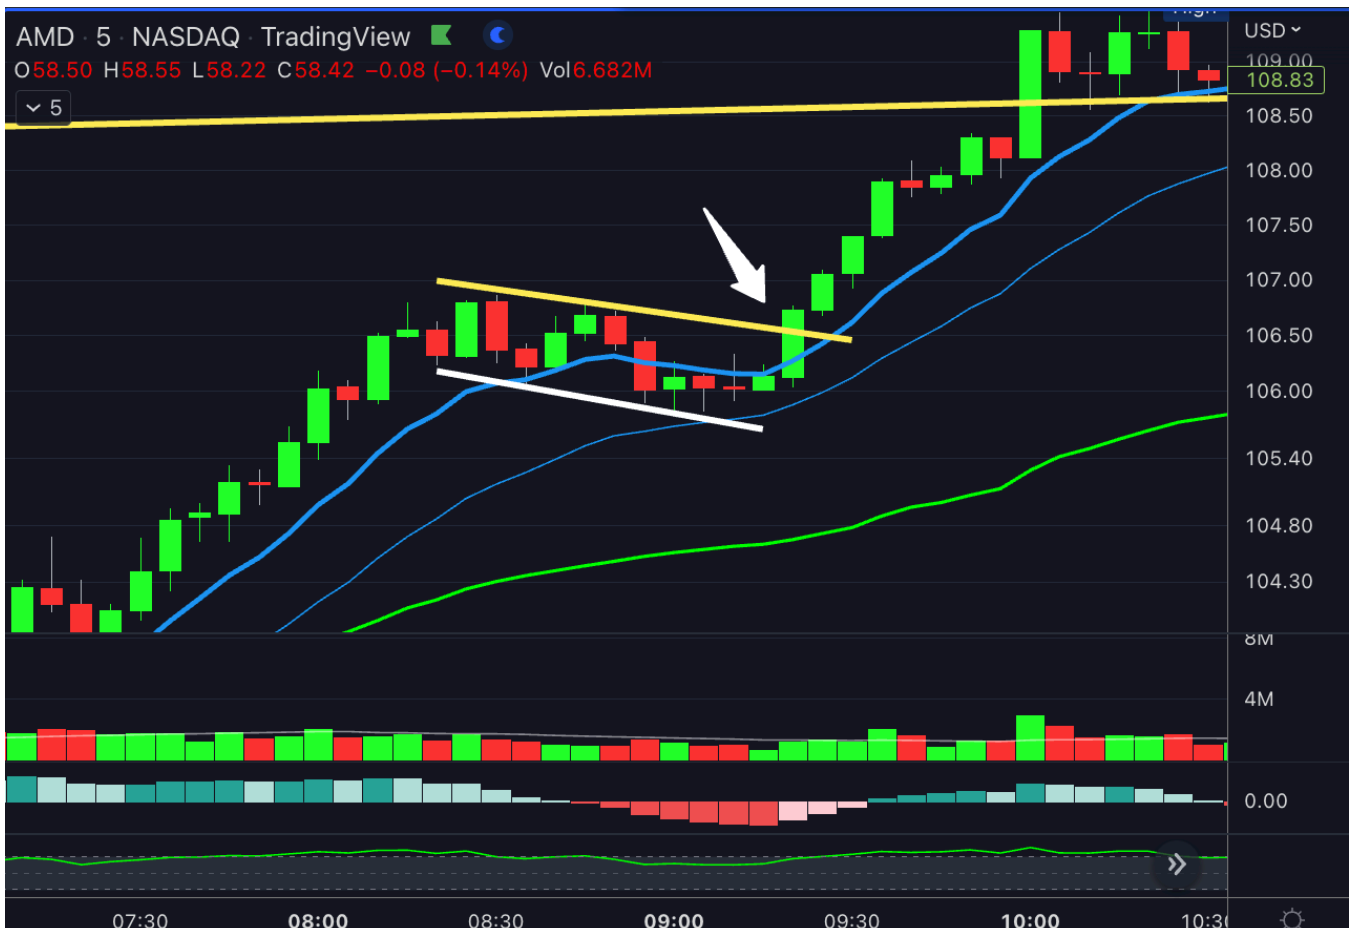 AMD · 5 · NASDAQ · TradingView
O58.50 H58.55 L58.22 C58.42 −0.08 (−0.14%) Vol6.682M
5
High
USD
109.00
108.83
108.50
108.00
107.50
107.00
106.50
106.00
105.40
104.80
104.30
8M
4M
0.00
07:30 08:00 08:30 09:00 09:30 10:00 10:30